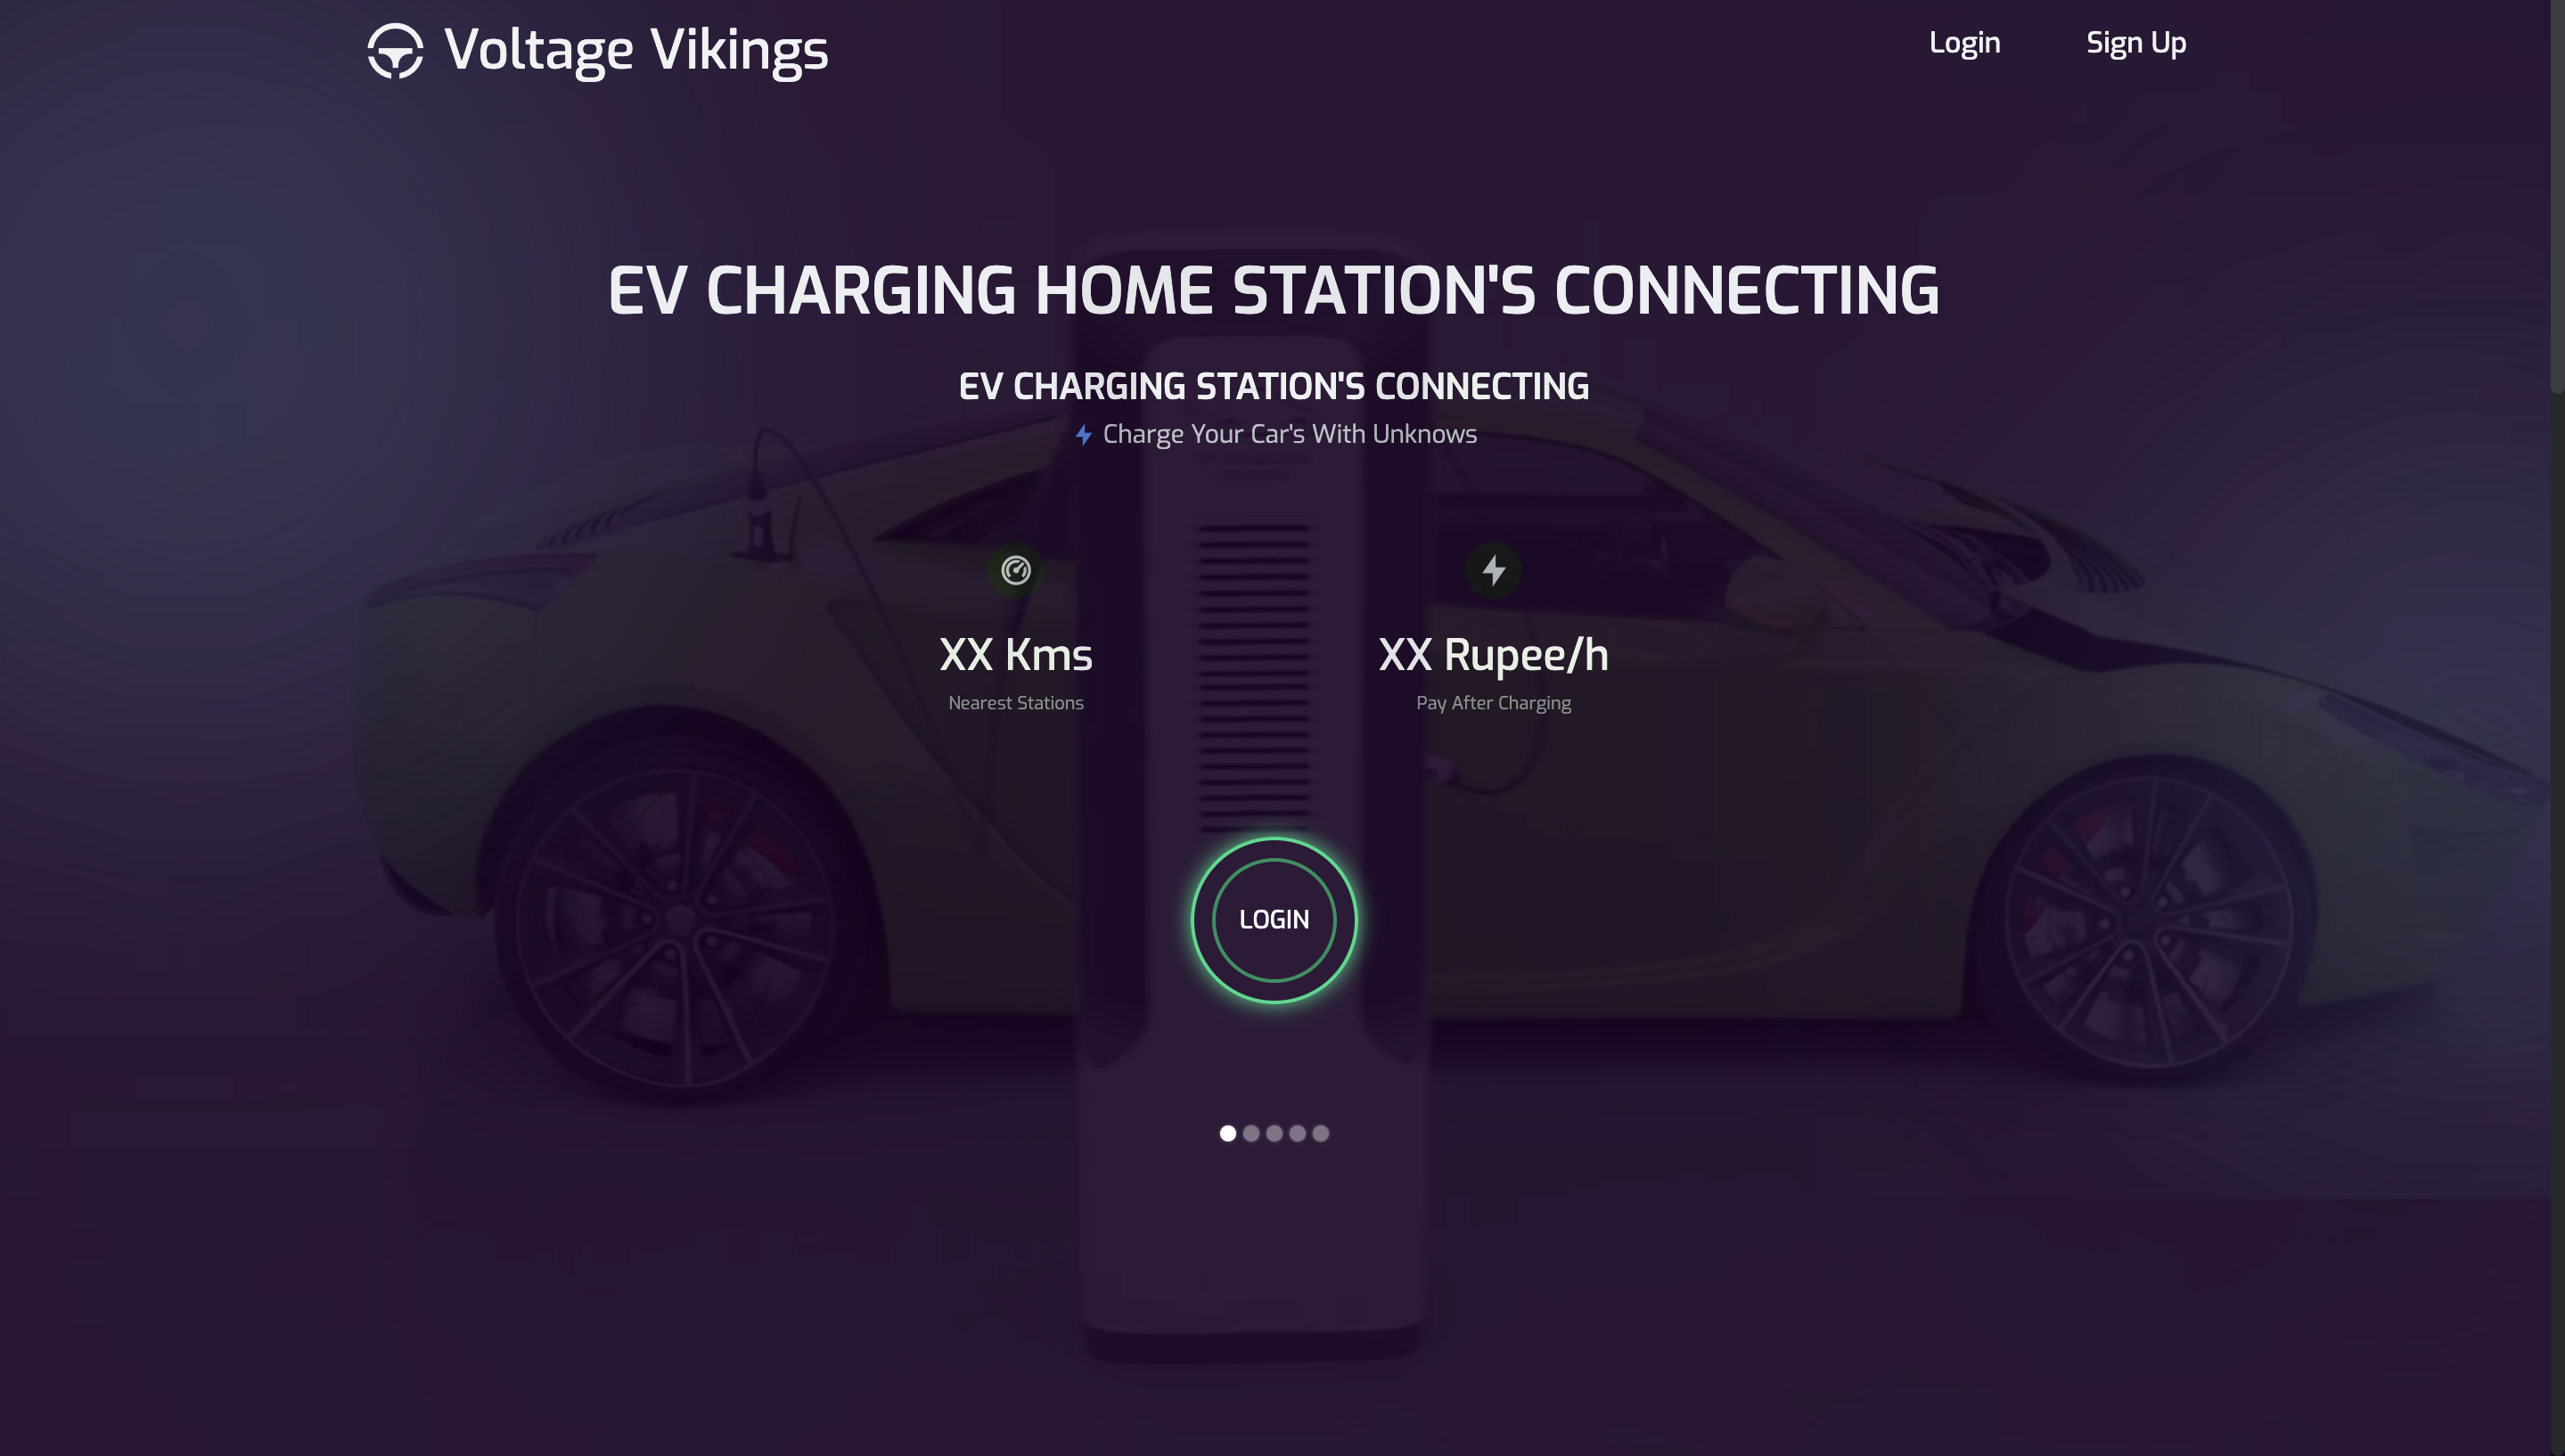 Voltage Vikings
Login
Sign Up
EV CHARGING HOME STATION'S CONNECTING
EV CHARGING STATION'S CONNECTING
Charge Your Car's With Unknows
XX Kms
XX Rupee/h
Nearest Stations
Pay After Charging
LOGIN